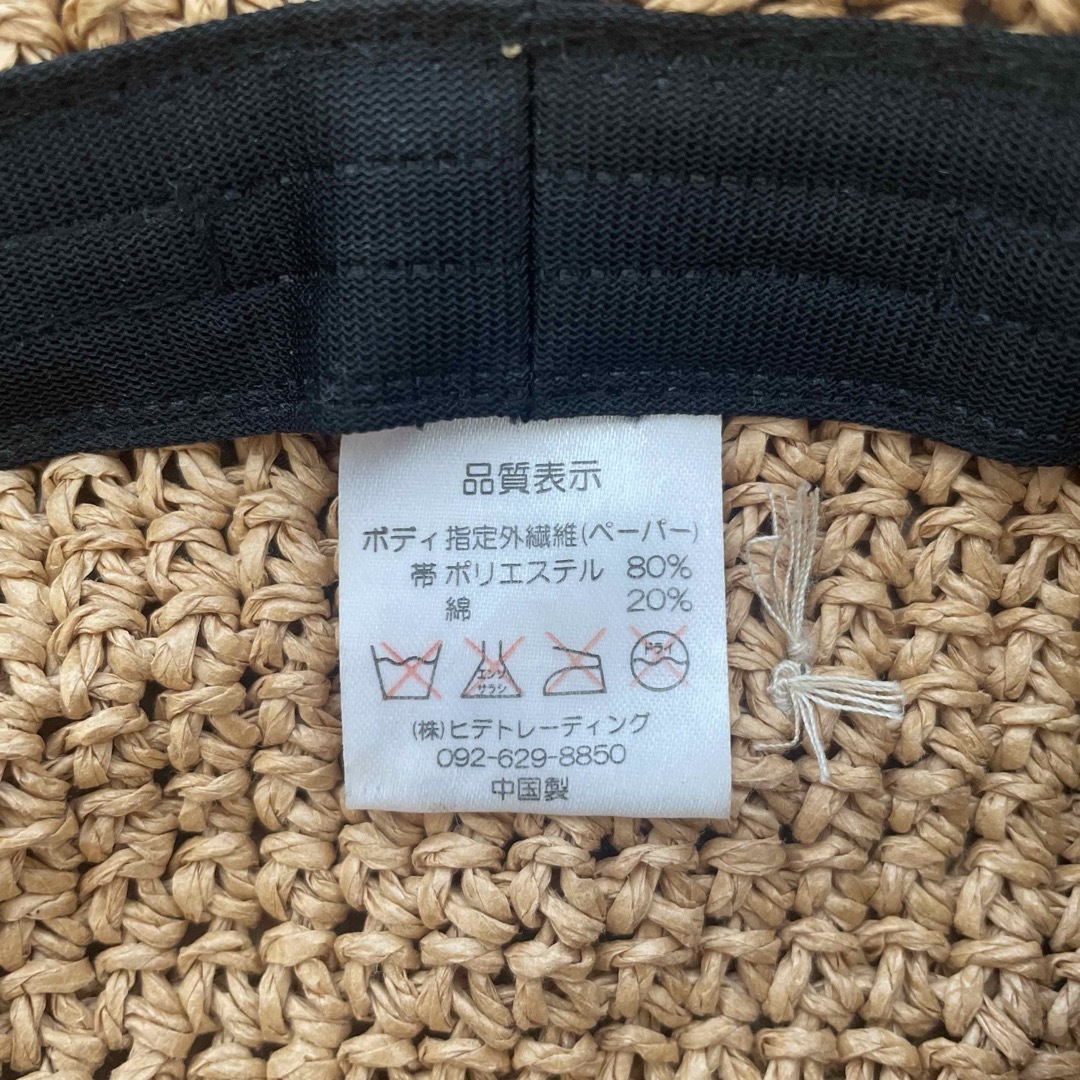 品質表示
ボディ 指定外繊維(ペーパー)
帯 ポリエステル 80%
綿 20%
エンソ ドライ
サラシ
(株)ヒデトレーディング
092-629-8850
中国製